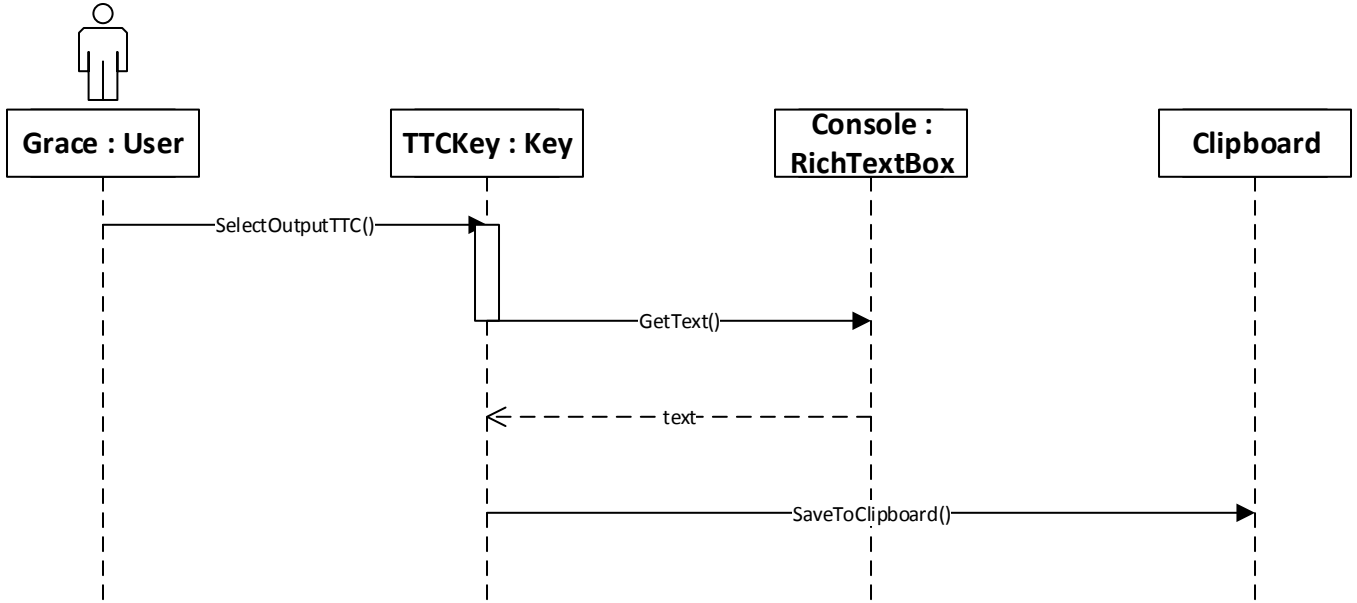 Grace : User
TTCKey : Key
Console :
RichTextBox
Clipboard
SelectOutputTTC()
GetText()
text
SaveToClipboard()